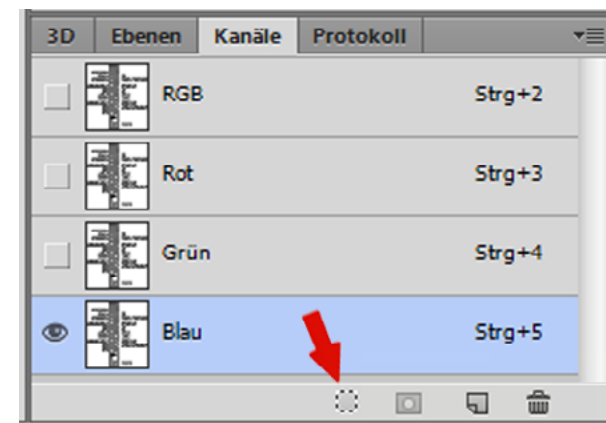 3D Ebenen Kanäle Protokoll
RGB Strg+2
Rot Strg+3
Grün Strg+4
Blau Strg+5